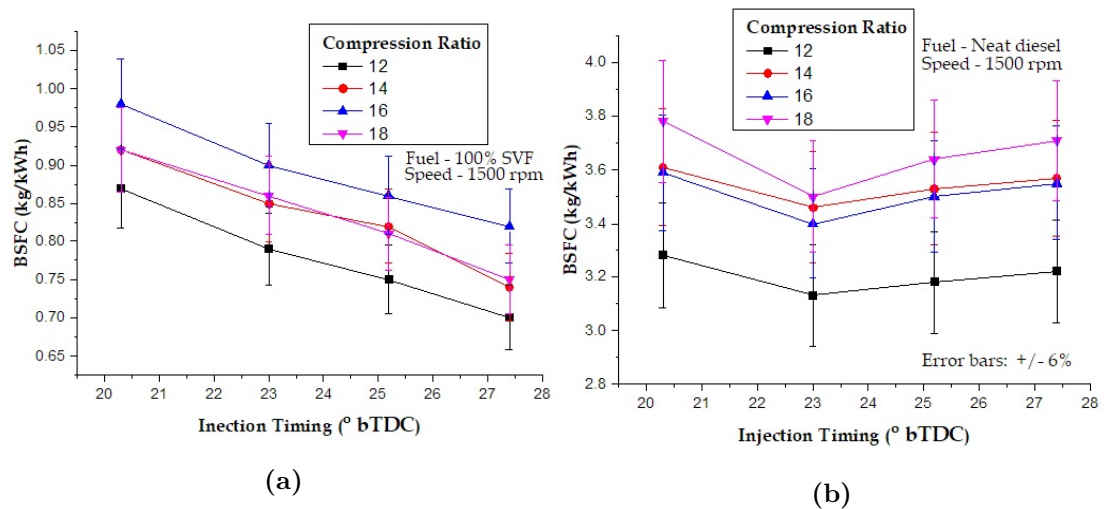 Compression Ratio
12
14
16
18
Fuel - 100% SVF
Speed - 1500 rpm
1.05
1.00
0.95
0.90
0.85
0.80
0.75
0.70
0.65
BSFC (kg/kWh)
20 21 22 23 24 25 26 27 28
Inection Timing (° bTDC)
(a)
Compression Ratio
12
14
16
18
Fuel - Neat diesel
Speed - 1500 rpm
4.0
3.8
3.6
3.4
3.2
3.0
2.8
BSFC (kg/kWh)
Error bars: +/- 6%
20 21 22 23 24 25 26 27 28
Injection Timing (° bTDC)
(b)